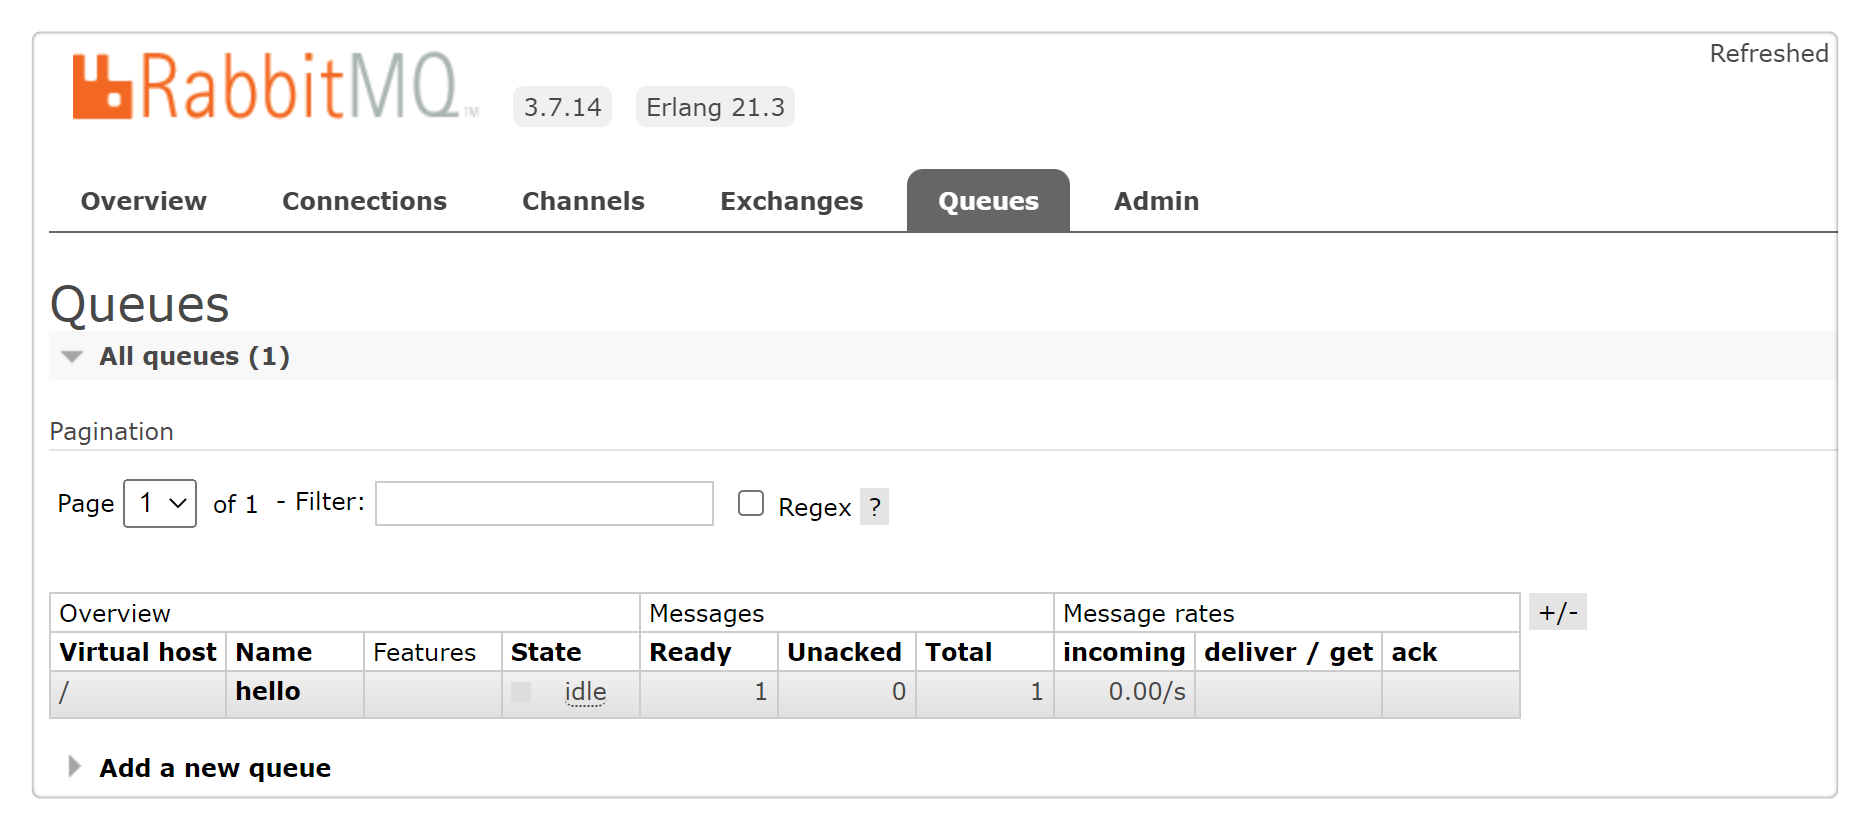 RabbitMQ™ 3.7.14 Erlang 21.3
Refreshed
Overview Connections Channels Exchanges Queues Admin
Queues
All queues (1)
Pagination
Page 1 of 1 - Filter: Regex ?
Overview Messages Message rates +/-
Virtual host Name Features State Ready Unacked Total incoming deliver / get ack
/ hello idle 1 0 1 0.00/s
Add a new queue